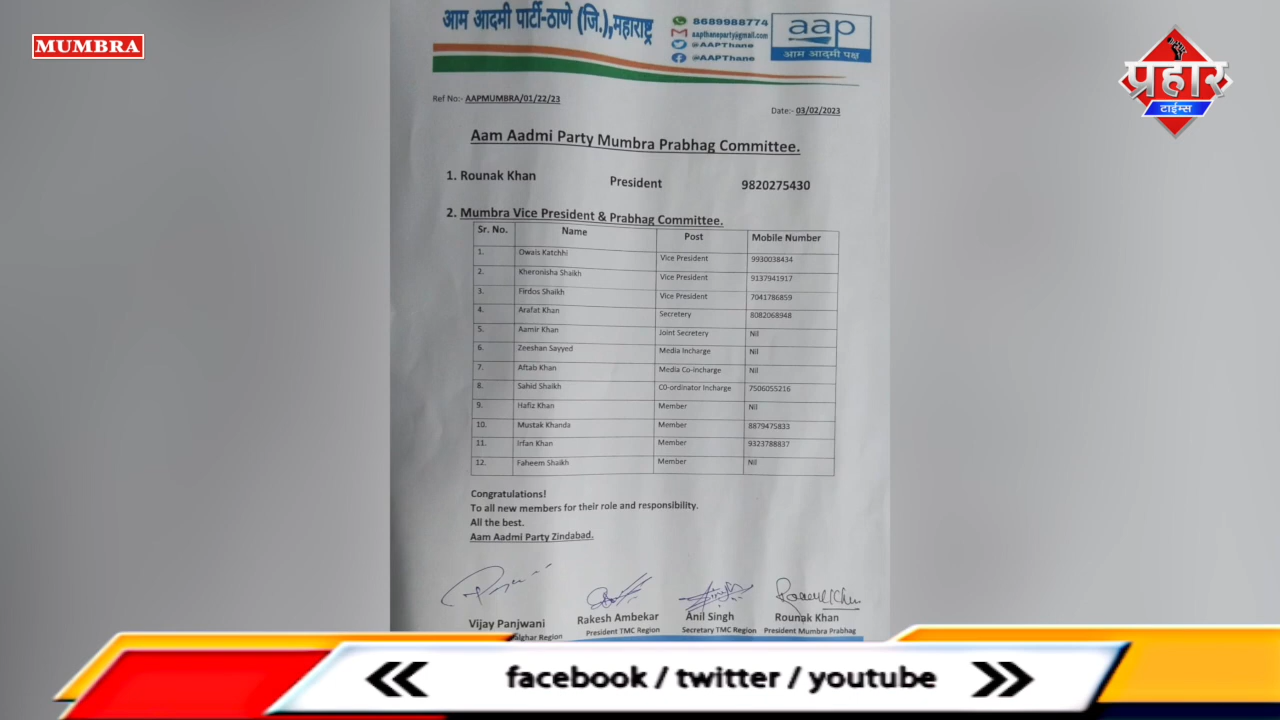 MUMBRA
प्रहार
टाईम्स
आम आदमी पार्टी-ठाणे (जि.),महाराष्ट्र
8689988774
aapthaneparty@gmail.com
@AAPThane
@AAPThane
aap
आम आदमी पक्ष
Ref No:- AAPMUMBRA/01/22/23
Date:- 03/02/2023
Aam Aadmi Party Mumbra Prabhag Committee.
1. Rounak Khan President 9820275430
2. Mumbra Vice President & Prabhag Committee.
Sr. No. Name Post Mobile Number
1. Owais Katchhi Vice President 9930038434
2. Kheronisha Shaikh Vice President 9137941917
3. Firdos Shaikh Vice President 7041786859
4. Arafat Khan Secretery 8082068948
5. Aamir Khan Joint Secretery Nil
6. Zeeshan Sayyed Media Incharge Nil
7. Aftab Khan Media Co-incharge Nil
8. Sahid Shaikh C0-ordinator Incharge 7506055216
9. Hafiz Khan Member Nil
10. Mustak Khanda Member 8879475833
11. Irfan Khan Member 9323788837
12. Faheem Shaikh Member Nil
Congratulations!
To all new members for their role and responsibility.
All the best.
Aam Aadmi Party Zindabad.
Vijay Panjwani Rakesh Ambekar Anil Singh Rounak Khan
alghar Region President TMC Region Secretary TMC Region President Mumbra Prabhag
facebook / twitter / youtube